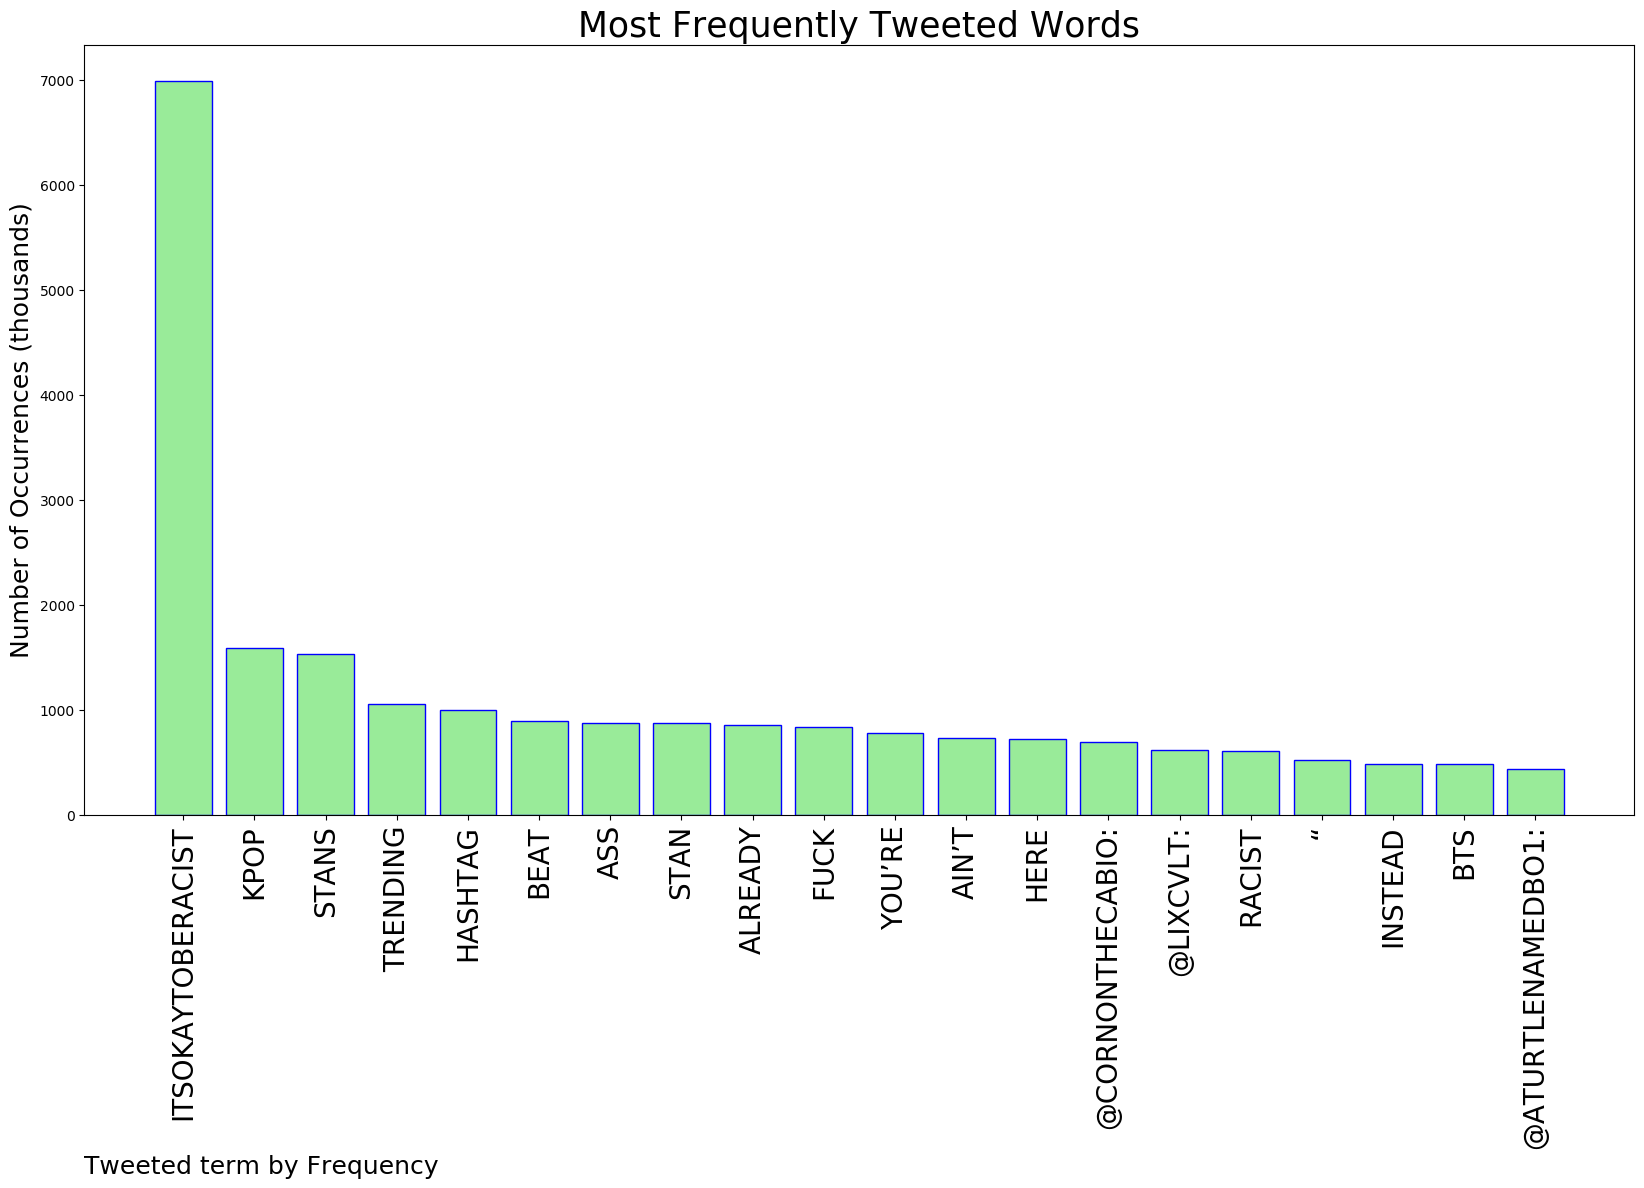 Most Frequently Tweeted Words
Number of Occurrences (thousands)
7000
6000
5000
4000
3000
2000
1000
0
ITSOKAYTOBERACIST
KPOP
STANS
TRENDING
HASHTAG
BEAT
ASS
STAN
ALREADY
FUCK
YOU’RE
AIN’T
HERE
@CORNONTHECABIO:
@LIXCVLT:
RACIST
“
INSTEAD
BTS
@ATURTLENAMEDBO1:
Tweeted term by Frequency